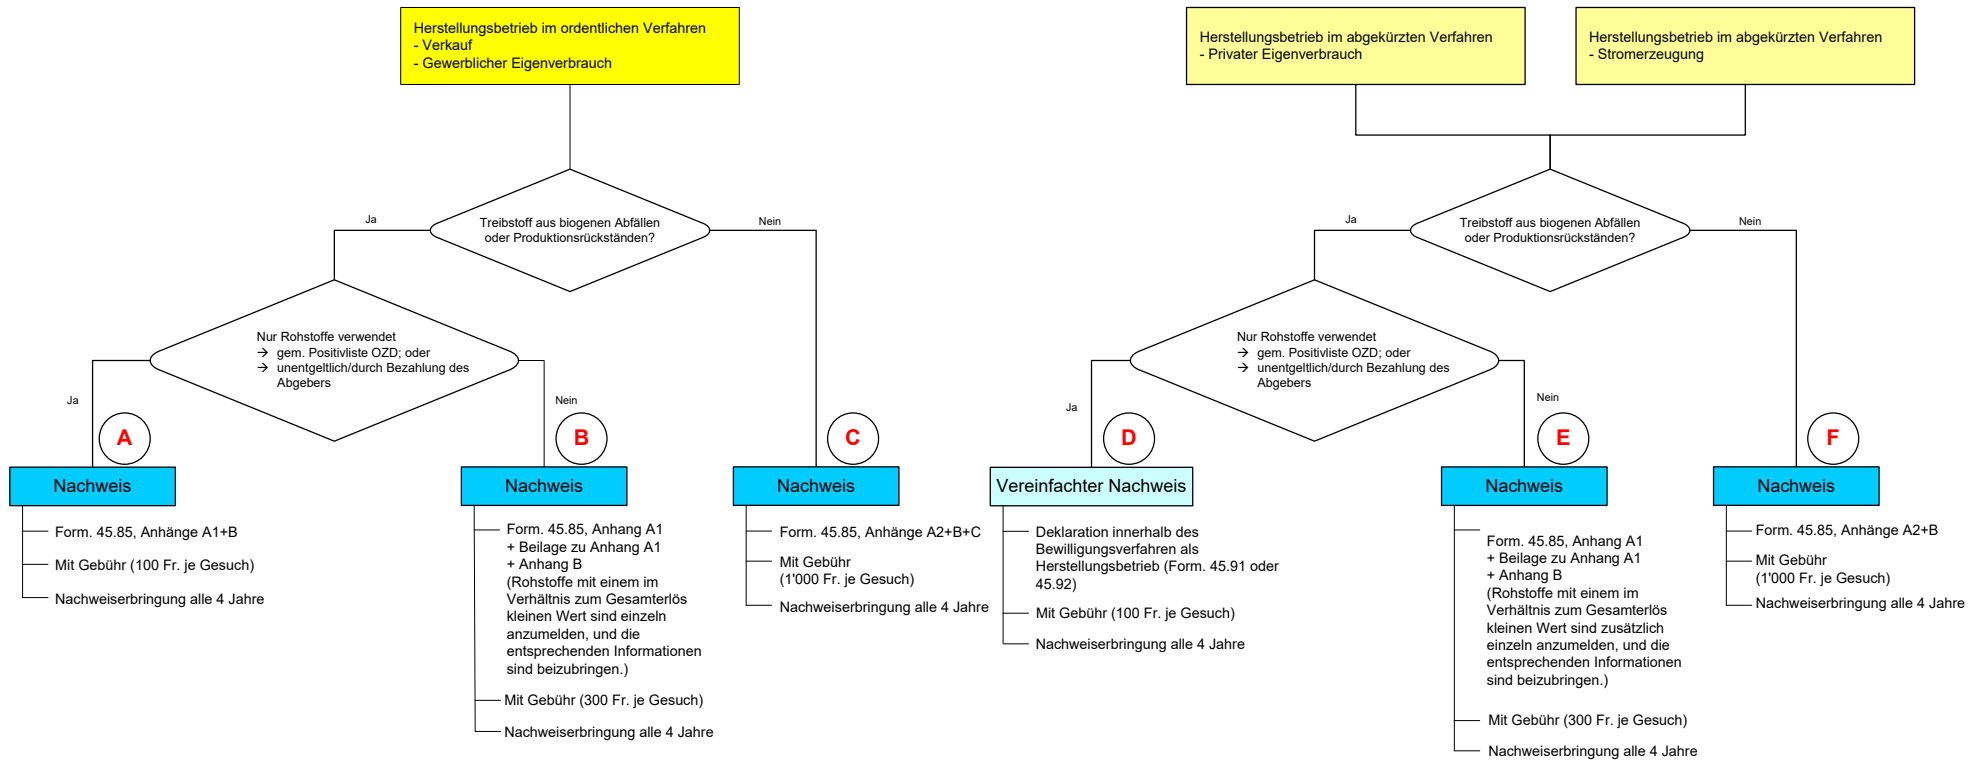 Herstellungsbetrieb im ordentlichen Verfahren
- Verkauf
- Gewerblicher Eigenverbrauch
Herstellungsbetrieb im abgekürzten Verfahren
- Privater Eigenverbrauch
Herstellungsbetrieb im abgekürzten Verfahren
- Stromerzeugung
Ja
Treibstoff aus biogenen Abfällen
oder Produktionsrückständen?
Nein
Ja
Treibstoff aus biogenen Abfällen
oder Produktionsrückständen?
Nein
Nur Rohstoffe verwendet
→ gem. Positivliste OZD; oder
→ unentgeltlich/durch Bezahlung des
Abgebers
Ja
Nein
Nur Rohstoffe verwendet
→ gem. Positivliste OZD; oder
→ unentgeltlich/durch Bezahlung des
Abgebers
Ja
Nein
A
Nachweis
Form. 45.85, Anhänge A1+B
Mit Gebühr (100 Fr. je Gesuch)
Nachweiserbringung alle 4 Jahre
B
Nachweis
Form. 45.85, Anhang A1
+ Beilage zu Anhang A1
+ Anhang B
(Rohstoffe mit einem im
Verhältnis zum Gesamterlös
kleinen Wert sind einzeln
anzumelden, und die
entsprechenden Informationen
sind beizubringen.)
Mit Gebühr (300 Fr. je Gesuch)
Nachweiserbringung alle 4 Jahre
C
Nachweis
Form. 45.85, Anhänge A2+B+C
Mit Gebühr
(1'000 Fr. je Gesuch)
Nachweiserbringung alle 4 Jahre
D
Vereinfachter Nachweis
Deklaration innerhalb des
Bewilligungsverfahren als
Herstellungsbetrieb (Form. 45.91 oder
45.92)
Mit Gebühr (100 Fr. je Gesuch)
Nachweiserbringung alle 4 Jahre
E
Nachweis
Form. 45.85, Anhang A1
+ Beilage zu Anhang A1
+ Anhang B
(Rohstoffe mit einem im
Verhältnis zum Gesamterlös
kleinen Wert sind zusätzlich
einzeln anzumelden, und die
entsprechenden Informationen
sind beizubringen.)
Mit Gebühr (300 Fr. je Gesuch)
Nachweiserbringung alle 4 Jahre
F
Nachweis
Form. 45.85, Anhänge A2+B
Mit Gebühr
(1'000 Fr. je Gesuch)
Nachweiserbringung alle 4 Jahre